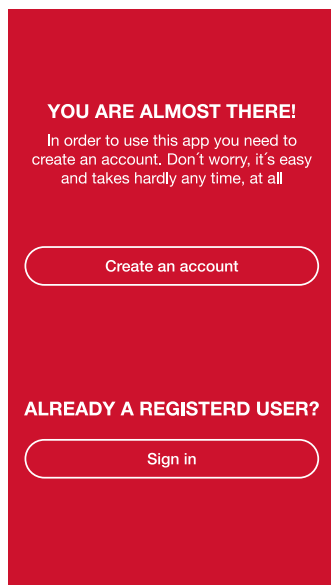 YOU ARE ALMOST THERE!
In order to use this app you need to
create an account. Don´t worry, it´s easy
and takes hardly any time, at all
Create an account
ALREADY A REGISTERD USER?
Sign in